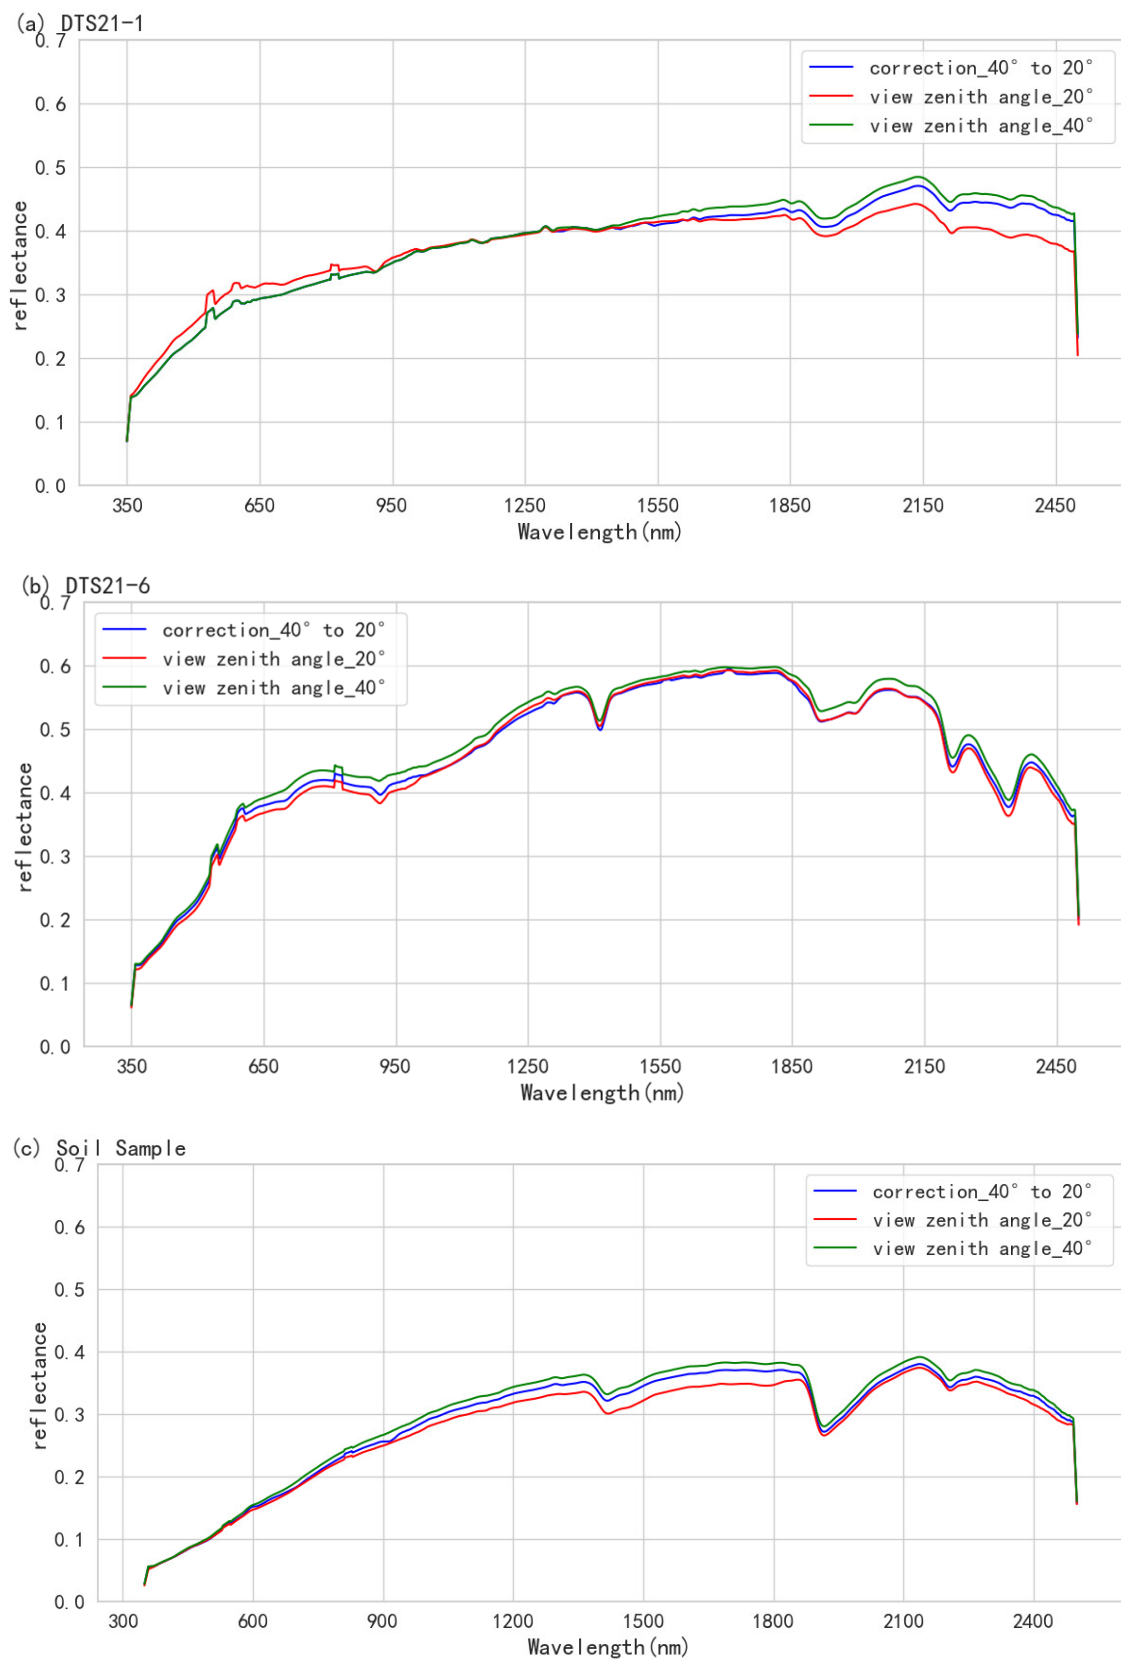 (a) DTS21-1
0.7
correction_40° to 20°
view zenith angle_20°
view zenith angle_40°
0.6
0.5
0.4
0.3
0.2
0.1
0.0
reflectance
350 650 950 1250 1550 1850 2150 2450
Wavelength(nm)
(b) DTS21-6
0.7
correction_40° to 20°
view zenith angle_20°
view zenith angle_40°
0.6
0.5
0.4
0.3
0.2
0.1
0.0
reflectance
350 650 950 1250 1550 1850 2150 2450
Wavelength(nm)
(c) Soil Sample
0.7
correction_40° to 20°
view zenith angle_20°
view zenith angle_40°
0.6
0.5
0.4
0.3
0.2
0.1
0.0
reflectance
300 600 900 1200 1500 1800 2100 2400
Wavelength(nm)